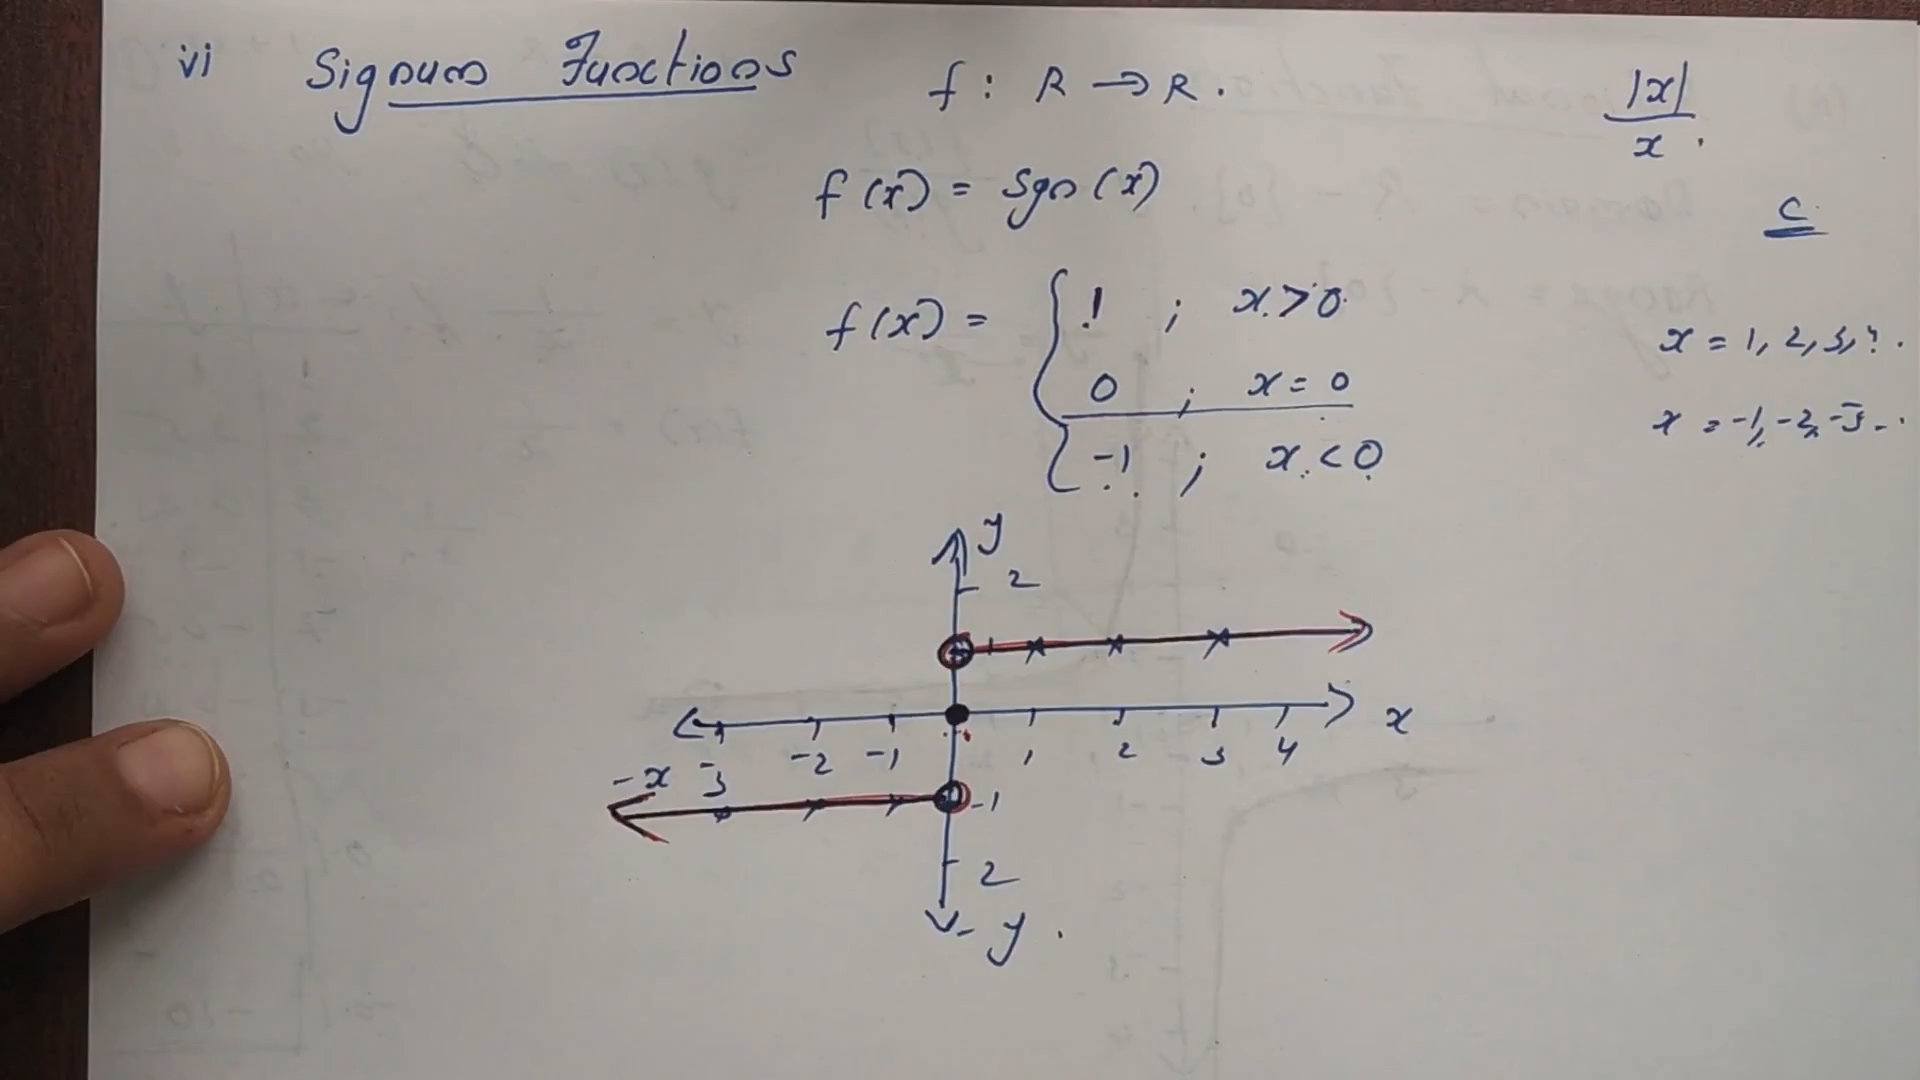 vi Signum Functions f : R → R . |x| / x .
f(x) = Sgn(x)
C
f(x) = { 1 ; x > 0
x = 1, 2, 3,
0 ; x = 0
-1 ; x < 0
x = -1, -2, -3 ..
y
2
1
x
-x -3 -2 -1 1 2 3 4
-1
2
-y .